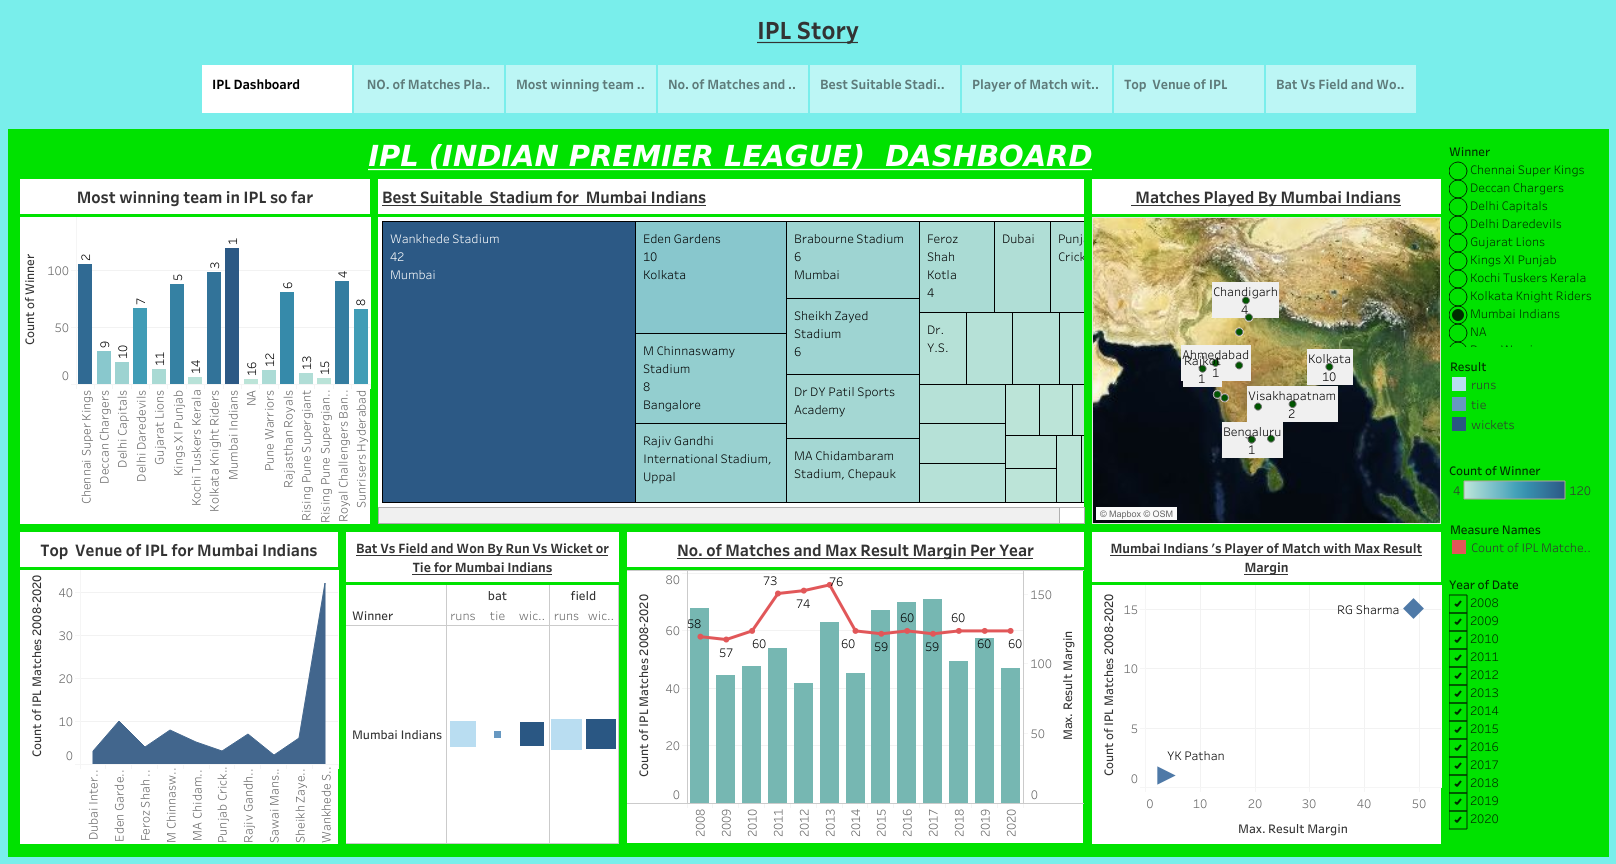 IPL Story
IPL Dashboard
NO. of Matches Pla..
Most winning team ..
No. of Matches and ..
Best Suitable Stadi..
Player of Match wit..
Top Venue of IPL
Bat Vs Field and Wo..
IPL (INDIAN PREMIER LEAGUE) DASHBOARD
Most winning team in IPL so far
Count of Winner
100
50
0
2
9
10
7
11
5
14
3
1
16
12
6
13
15
4
8
Chennai Super Kings
Deccan Chargers
Delhi Capitals
Delhi Daredevils
Gujarat Lions
Kings XI Punjab
Kochi Tuskers Kerala
Kolkata Knight Riders
Mumbai Indians
NA
Pune Warriors
Rajasthan Royals
Rising Pune Supergiant
Rising Pune Supergian..
Royal Challengers Ban..
Sunrisers Hyderabad
Best Suitable Stadium for Mumbai Indians
Wankhede Stadium
42
Mumbai
Eden Gardens
10
Kolkata
M Chinnaswamy
Stadium
8
Bangalore
Rajiv Gandhi
International Stadium,
Uppal
Brabourne Stadium
6
Mumbai
Sheikh Zayed
Stadium
6
Dr DY Patil Sports
Academy
MA Chidambaram
Stadium, Chepauk
Feroz
Shah
Kotla
4
Dubai
Punj
Crick
Dr.
Y.S.
Matches Played By Mumbai Indians
Chandigarh
4
Ahmedabad
1
Rajkot
1
Kolkata
10
Visakhapatnam
2
Bengaluru
1
© Mapbox © OSM
Winner
Chennai Super Kings
Deccan Chargers
Delhi Capitals
Delhi Daredevils
Gujarat Lions
Kings XI Punjab
Kochi Tuskers Kerala
Kolkata Knight Riders
Mumbai Indians
NA
Result
runs
tie
wickets
Count of Winner
4
120
Measure Names
Count of IPL Matche..
Year of Date
2008
2009
2010
2011
2012
2013
2014
2015
2016
2017
2018
2019
2020
Top Venue of IPL for Mumbai Indians
Count of IPL Matches 2008-2020
40
30
20
10
0
Dubai Inter..
Eden Garde..
Feroz Shah ..
M Chinnasw..
MA Chidam..
Punjab Crick..
Rajiv Gandh..
Sawai Mans..
Sheikh Zaye..
Wankhede S..
Bat Vs Field and Won By Run Vs Wicket or
Tie for Mumbai Indians
bat
field
Winner
runs
tie
wic..
runs
wic..
Mumbai Indians
No. of Matches and Max Result Margin Per Year
Count of IPL Matches 2008-2020
80
60
40
20
0
58
57
60
73
74
76
60
59
60
59
60
60
60
150
100
50
0
Max. Result Margin
2008
2009
2010
2011
2012
2013
2014
2015
2016
2017
2018
2019
2020
Mumbai Indians 's Player of Match with Max Result
Margin
Count of IPL Matches 2008-2020
15
10
5
0
RG Sharma
YK Pathan
0
10
20
30
40
50
Max. Result Margin